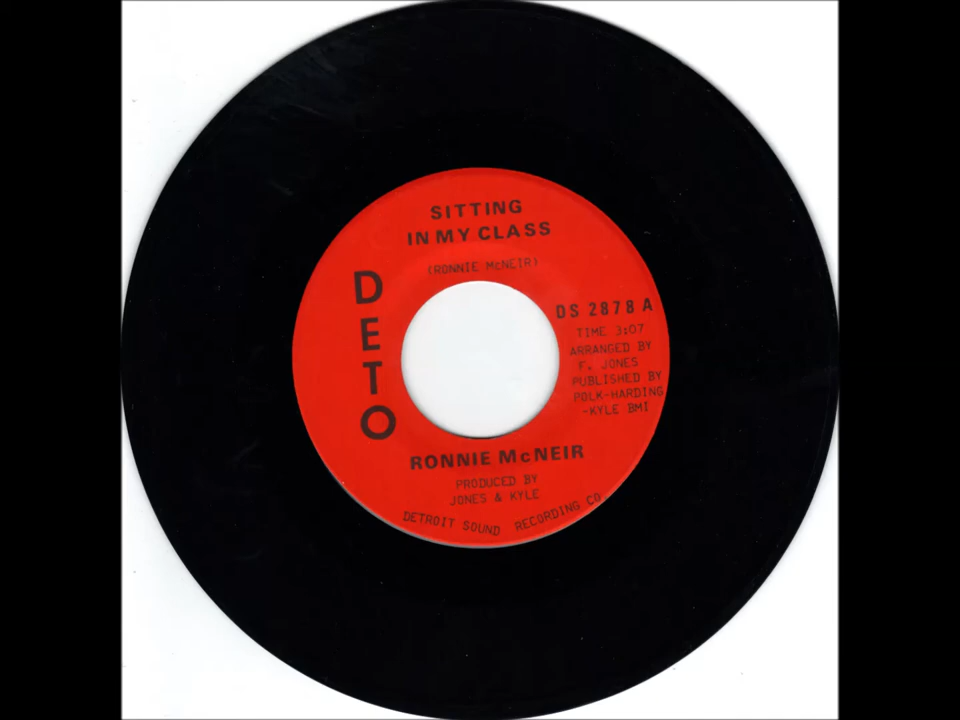 SITTING
IN MY CLASS
(RONNIE McNEIR)
DETO
DS 2878 A
TIME 3:07
ARRANGED BY
F. JONES
PUBLISHED BY
POLK-HARDING
-KYLE BMI
RONNIE McNEIR
PRODUCED BY
JONES & KYLE
DETROIT SOUND RECORDING CO.